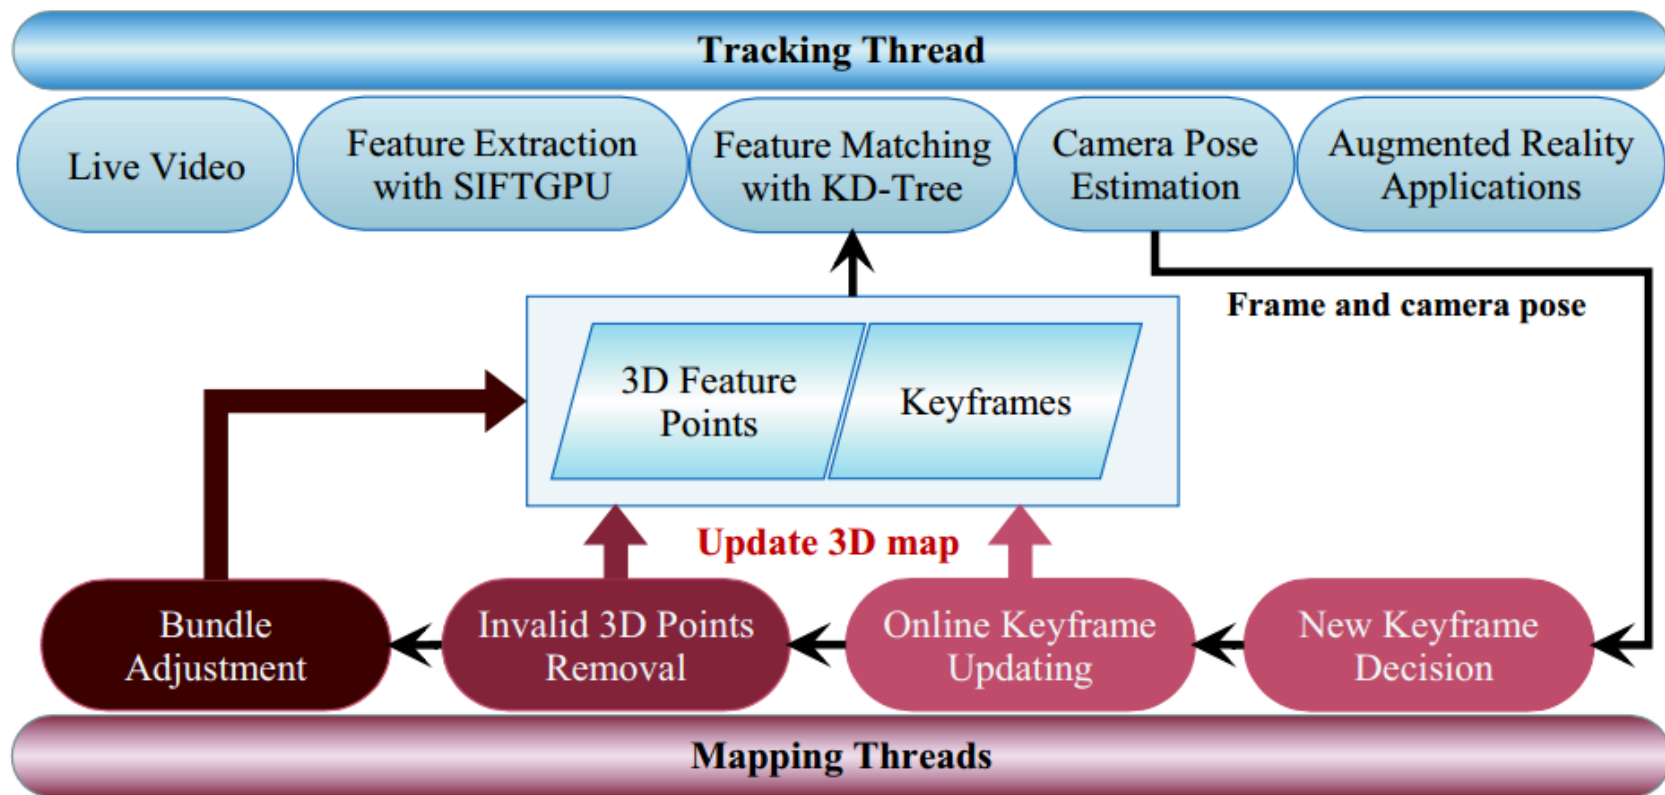 Tracking Thread
Live Video
Feature Extraction
with SIFTGPU
Feature Matching
with KD-Tree
Camera Pose
Estimation
Augmented Reality
Applications
Frame and camera pose
3D Feature
Points
Keyframes
Update 3D map
Bundle
Adjustment
Invalid 3D Points
Removal
Online Keyframe
Updating
New Keyframe
Decision
Mapping Threads